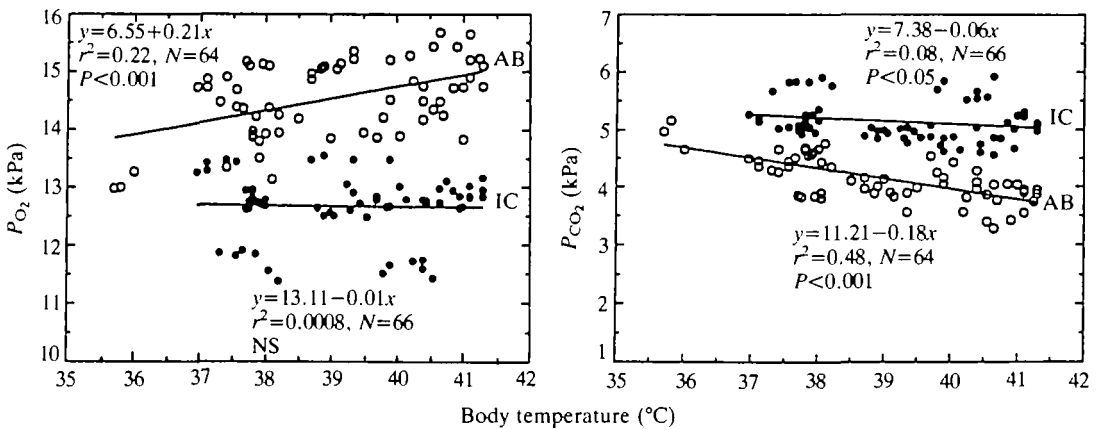 y=6.55+0.21x
r²=0.22, N=64
P<0.001
AB
IC
y=13.11−0.01x
r²=0.0008, N=66
NS
PO₂ (kPa)
16
15
14
13
12
11
10
35 36 37 38 39 40 41 42
y=7.38−0.06x
r²=0.08, N=66
P<0.05
IC
AB
y=11.21−0.18x
r²=0.48, N=64
P<0.001
PCO₂ (kPa)
7
6
5
4
3
2
1
35 36 37 38 39 40 41 42
Body temperature (°C)